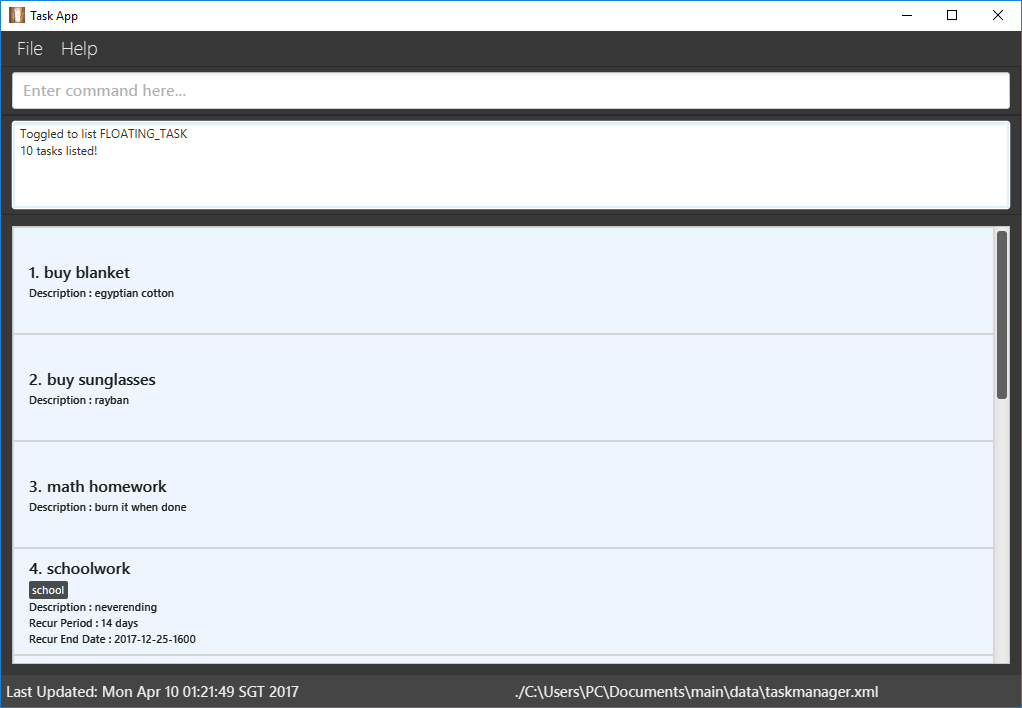 Task App
File Help
Enter command here...
Toggled to list FLOATING_TASK
10 tasks listed!
1. buy blanket
Description : egyptian cotton
2. buy sunglasses
Description : rayban
3. math homework
Description : burn it when done
4. schoolwork
school
Description : neverending
Recur Period : 14 days
Recur End Date : 2017-12-25-1600
Last Updated: Mon Apr 10 01:21:49 SGT 2017 ./C:\Users\PC\Documents\main\data\taskmanager.xml